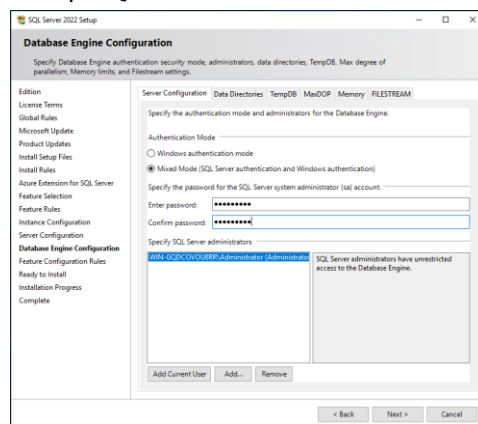 SQL Server 2022 Setup
Database Engine Configuration
Specify Database Engine authentication security mode, administrators, data directories, TempDB, Max degree of
parallelism, Memory limits, and Filestream settings.
Edition
License Terms
Global Rules
Microsoft Update
Product Updates
Install Setup Files
Install Rules
Azure Extension for SQL Server
Feature Selection
Feature Rules
Instance Configuration
Server Configuration
Database Engine Configuration
Feature Configuration Rules
Ready to Install
Installation Progress
Complete
Server Configuration Data Directories TempDB MaxDOP Memory FILESTREAM
Specify the authentication mode and administrators for the Database Engine.
Authentication Mode
Windows authentication mode
Mixed Mode (SQL Server authentication and Windows authentication)
Specify the password for the SQL Server system administrator (sa) account.
Enter password: •••••••••
Confirm password: •••••••••
Specify SQL Server administrators
(Administrato
SQL Server administrators have unrestricted
access to the Database Engine.
Add Current User Add... Remove
< Back Next > Cancel